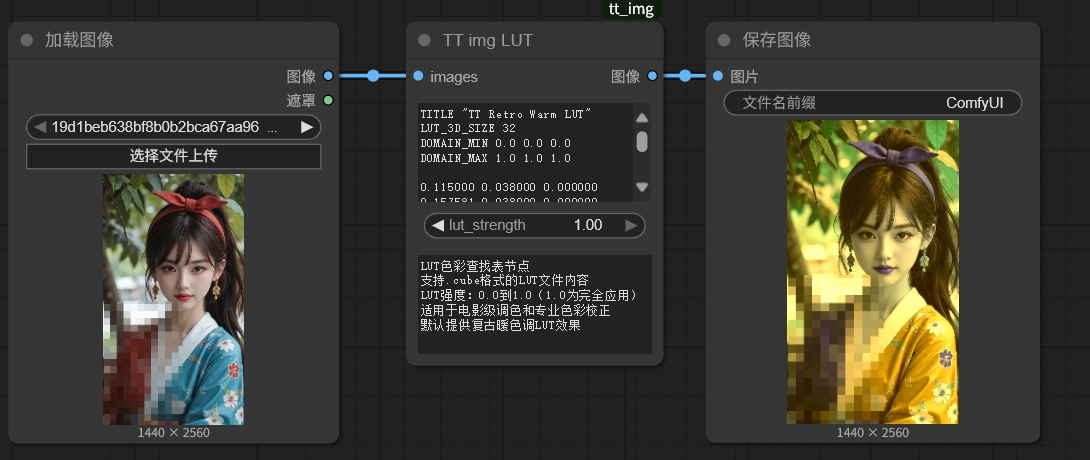 tt_img
加载图像
图像
遮罩
19d1beb638bf8b0b2bca67aa96 ...
选择文件上传
1440 × 2560
TT img LUT
images
图像
TITLE "TT Retro Warm LUT"
LUT_3D_SIZE 32
DOMAIN_MIN 0.0 0.0 0.0
DOMAIN_MAX 1.0 1.0 1.0
0.115000 0.038000 0.000000
0.157581 0.038000 0.000000
lut_strength 1.00
LUT色彩查找表节点
支持.cube格式的LUT文件内容
LUT强度：0.0到1.0（1.0为完全应用）
适用于电影级调色和专业色彩校正
默认提供复古暖色调LUT效果
保存图像
图片
文件名前缀 ComfyUI
1440 × 2560